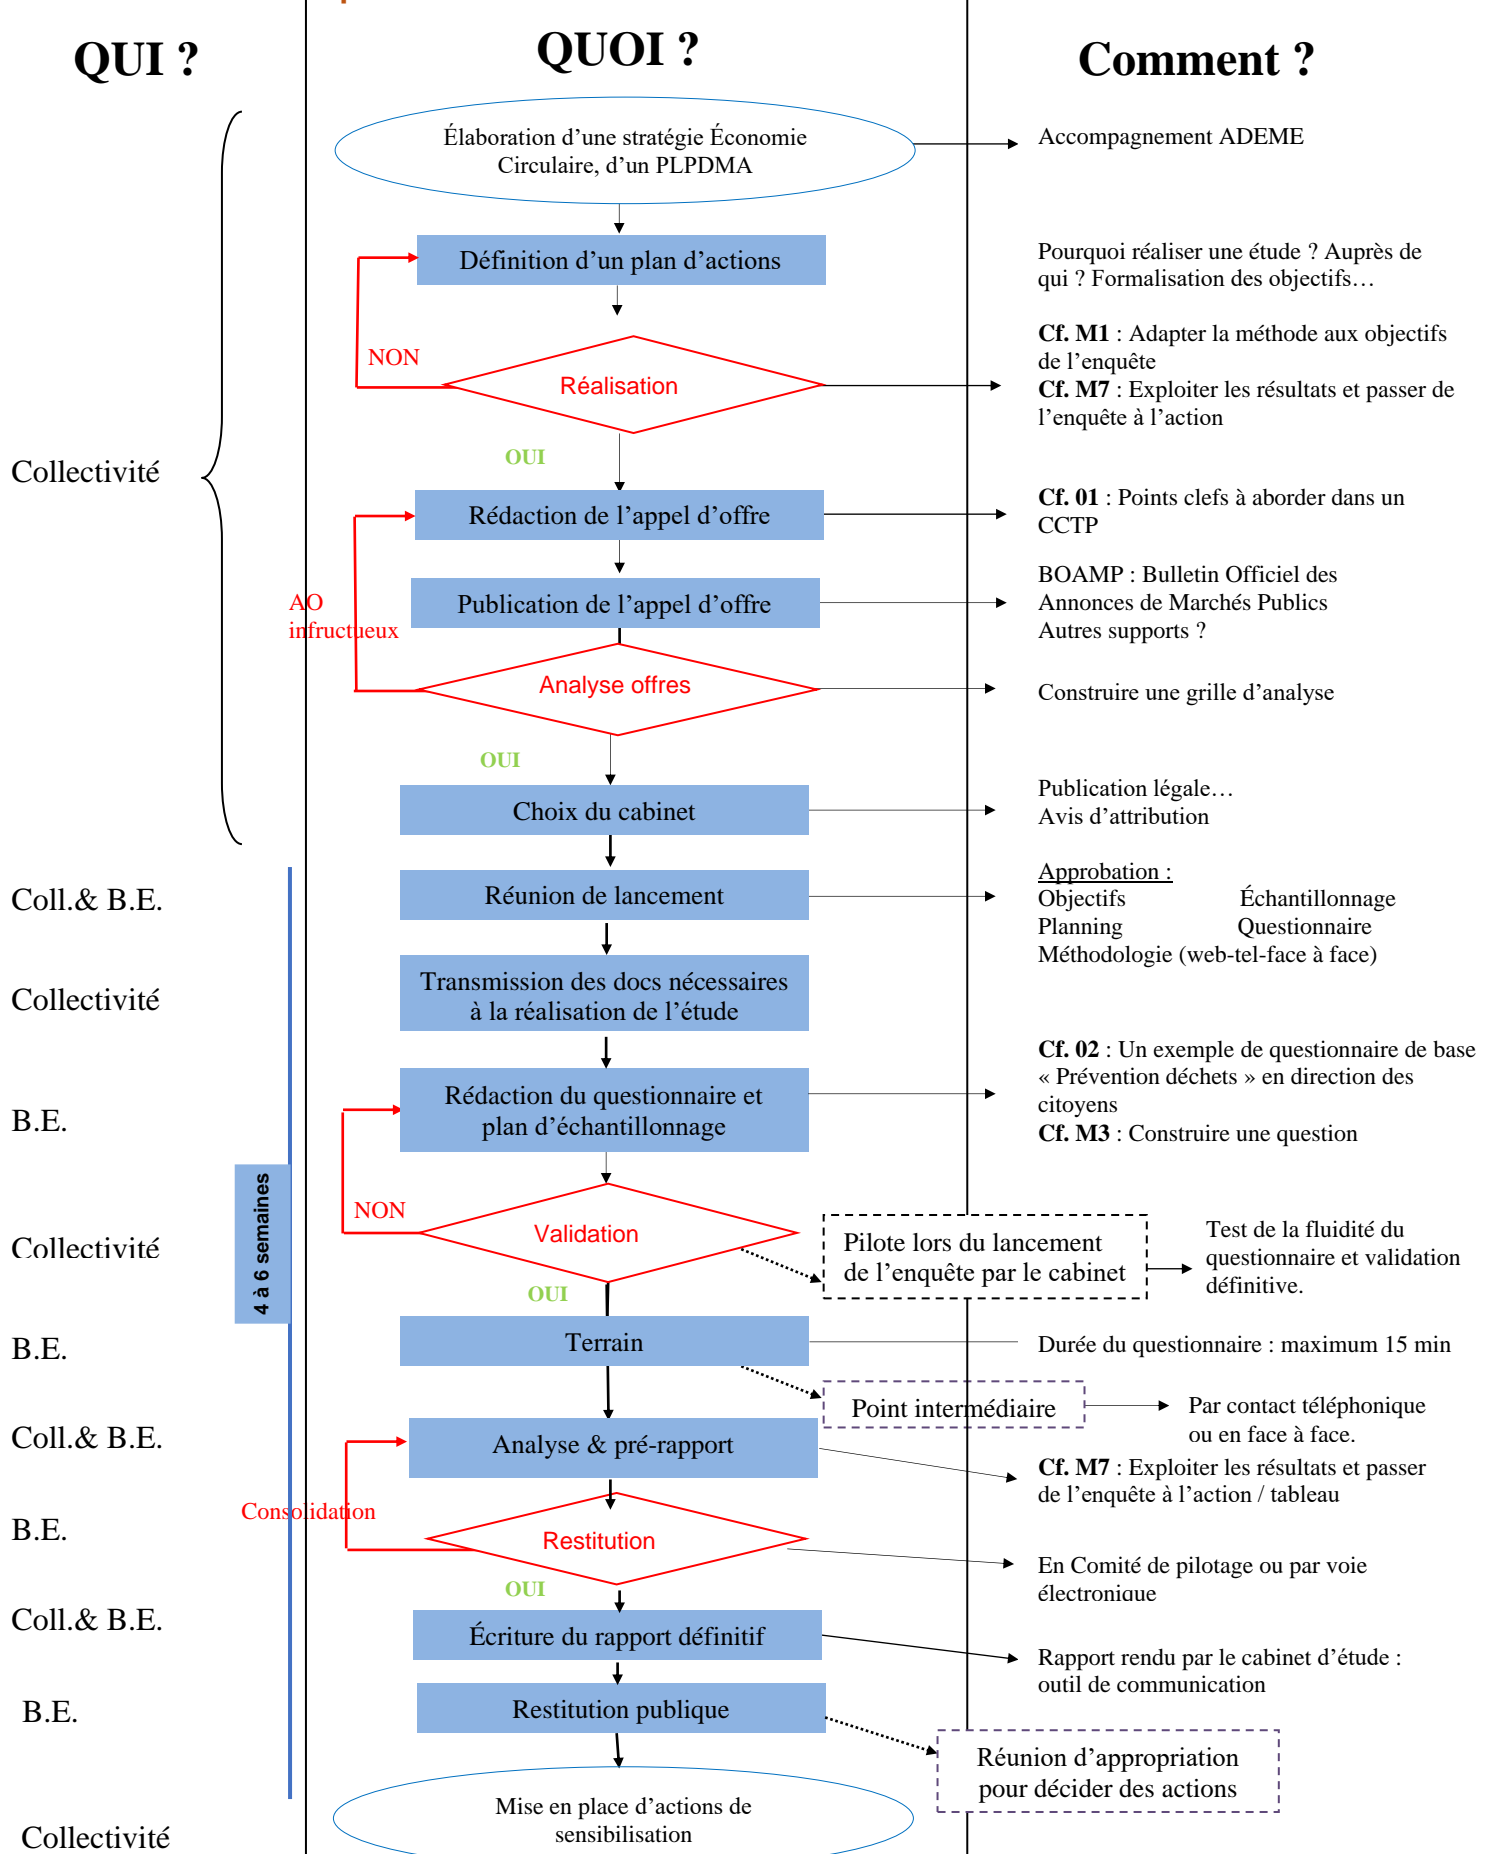 QUI ?
QUOI ?
Comment ?
Élaboration d’une stratégie Économie
Circulaire, d’un PLPDMA
Accompagnement ADEME
Définition d’un plan d’actions
Pourquoi réaliser une étude ? Auprès de
qui ? Formalisation des objectifs…
NON
Réalisation
Cf. M1 : Adapter la méthode aux objectifs
de l’enquête
Cf. M7 : Exploiter les résultats et passer de
l’enquête à l’action
OUI
Collectivité
Rédaction de l’appel d’offre
Cf. 01 : Points clefs à aborder dans un
CCTP
AO
infructueux
Publication de l’appel d’offre
BOAMP : Bulletin Officiel des
Annonces de Marchés Publics
Autres supports ?
Analyse offres
Construire une grille d’analyse
OUI
Choix du cabinet
Publication légale…
Avis d’attribution
Coll.& B.E.
Réunion de lancement
Approbation :
Objectifs Échantillonnage
Planning Questionnaire
Méthodologie (web-tel-face à face)
Collectivité
Transmission des docs nécessaires
à la réalisation de l’étude
B.E.
Rédaction du questionnaire et
plan d’échantillonnage
Cf. 02 : Un exemple de questionnaire de base
« Prévention déchets » en direction des
citoyens
Cf. M3 : Construire une question
4 à 6 semaines
NON
Collectivité
Validation
Pilote lors du lancement
de l’enquête par le cabinet
Test de la fluidité du
questionnaire et validation
définitive.
OUI
B.E.
Terrain
Durée du questionnaire : maximum 15 min
Point intermédiaire
Par contact téléphonique
ou en face à face.
Coll.& B.E.
Analyse & pré-rapport
Cf. M7 : Exploiter les résultats et passer
de l’enquête à l’action / tableau
Consolidation
B.E.
Restitution
En Comité de pilotage ou par voie
électronique
OUI
Coll.& B.E.
Écriture du rapport définitif
Rapport rendu par le cabinet d’étude :
outil de communication
B.E.
Restitution publique
Réunion d’appropriation
pour décider des actions
Collectivité
Mise en place d’actions de
sensibilisation